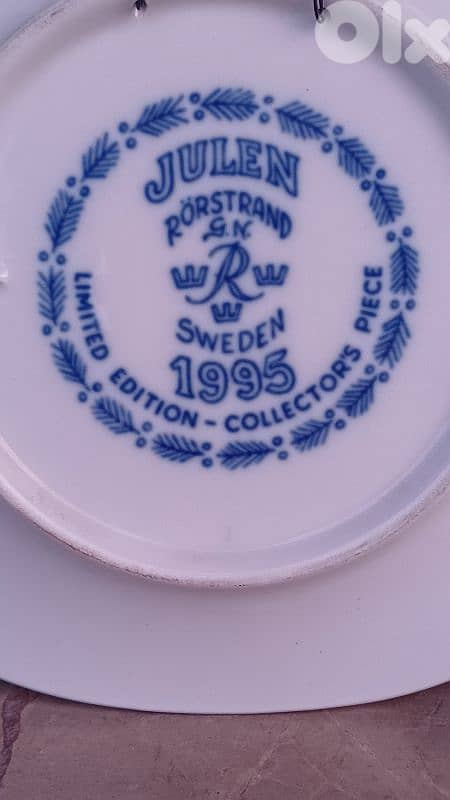 Olx
JULEN
RÖRSTRAND
G.N.
R
SWEDEN
1995
LIMITED EDITION - COLLECTOR'S PIECE